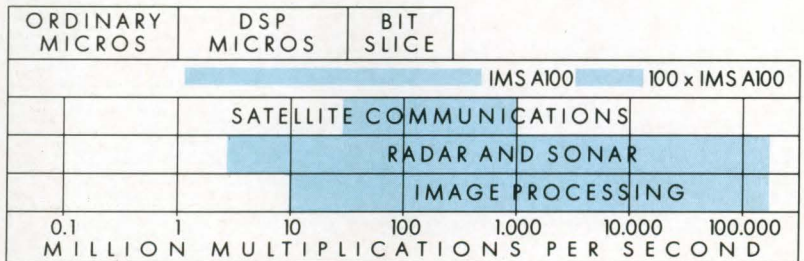 ORDINARY MICROS
DSP MICROS
BIT SLICE
IMS A100 100 x IMS A100
SATELLITE COMMUNICATIONS
RADAR AND SONAR
IMAGE PROCESSING
0.1 1 10 100 1.000 10.000 100.000
MILLION MULTIPLICATIONS PER SECOND